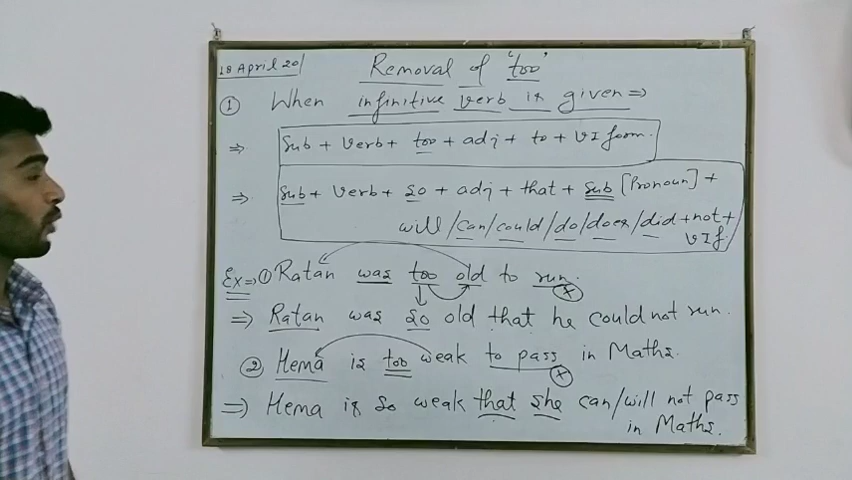 18 April 20
Removal of 'too'
① When infinitive verb is given ⇒
⇒ Sub + Verb + too + adj + to + VI form.
⇒ Sub + Verb + so + adj + that + Sub [Pronoun] +
will/can/could/do/does/did + not +
VIf.
Ex ⇒ ① Ratan was too old to run.
⇒ Ratan was so old that he could not run.
② Hema is too weak to pass in Maths.
⇒ Hema is so weak that she can/will not pass
in Maths.